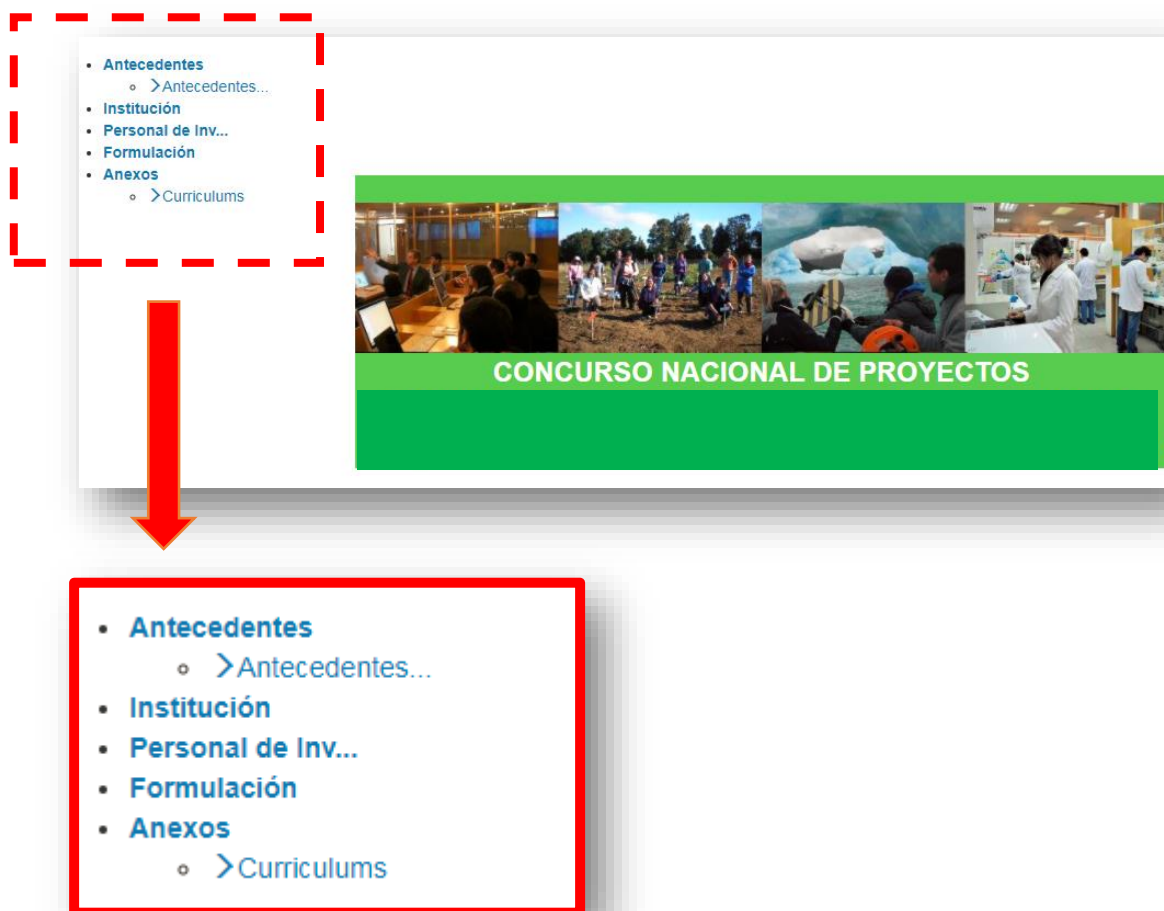 Antecedentes
Antecedentes...
Institución
Personal de Inv...
Formulación
Anexos
Curriculums
CONCURSO NACIONAL DE PROYECTOS
Antecedentes
Antecedentes...
Institución
Personal de Inv...
Formulación
Anexos
Curriculums